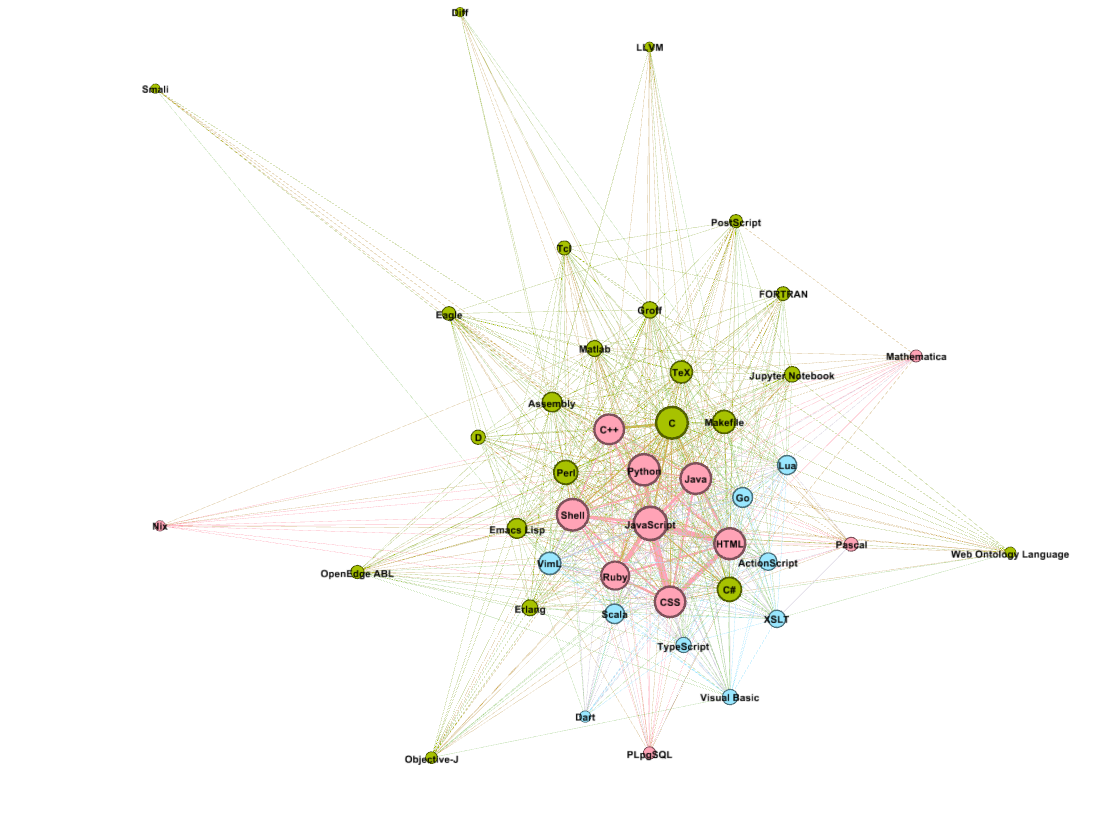 Diff
LLVM
Smali
PostScript
Tcl
FORTRAN
Groff
Eagle
Matlab
Mathematica
TeX
Jupyter Notebook
Assembly
C
Makefile
C++
D
Lua
Python
Perl
Java
Go
Shell
JavaScript
Nix
Emacs Lisp
HTML
Pascal
Web Ontology Language
VimL
ActionScript
OpenEdge ABL
Ruby
C#
CSS
Erlang
Scala
XSLT
TypeScript
Visual Basic
Dart
PLpgSQL
Objective-J